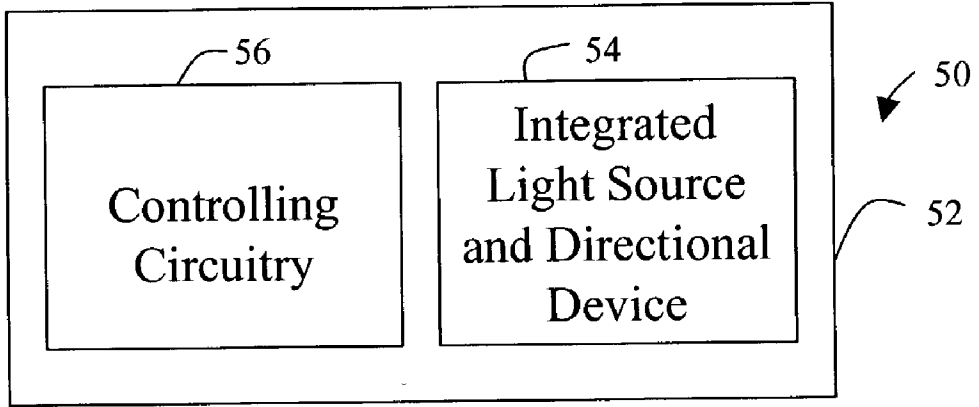 56
54
50
Integrated
Light Source
and Directional
Device
Controlling
Circuitry
52